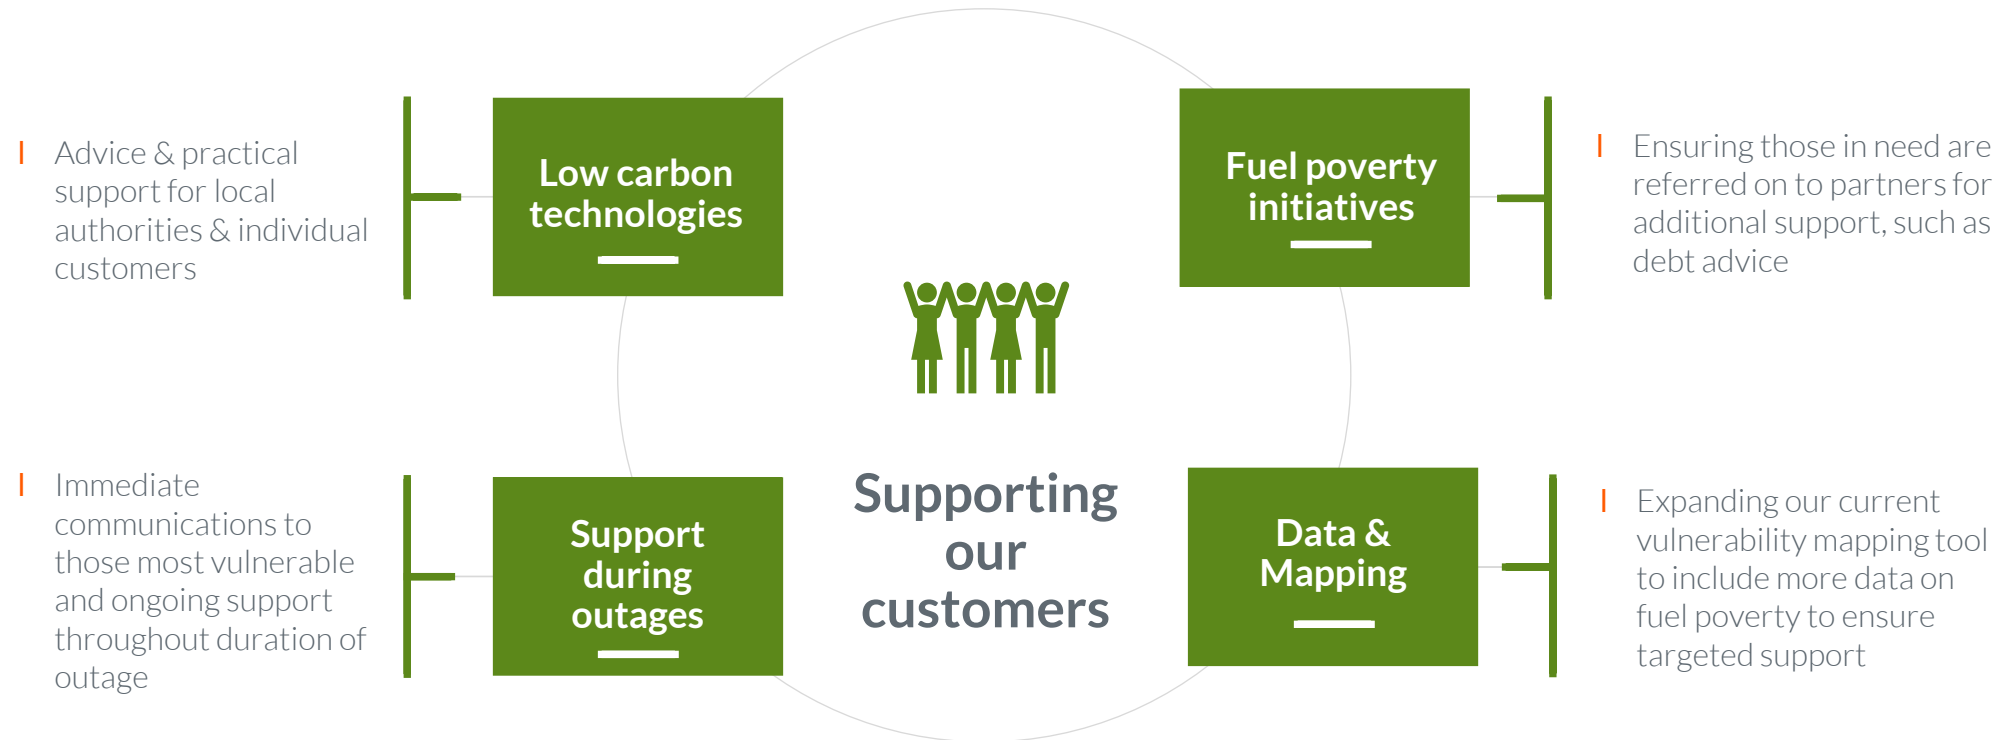 Advice & practical
support for local
authorities & individual
customers
Low carbon
technologies
Fuel poverty
initiatives
Ensuring those in need are
referred on to partners for
additional support, such as
debt advice
Supporting
our
customers
Immediate
communications to
those most vulnerable
and ongoing support
throughout duration of
outage
Support
during
outages
Data &
Mapping
Expanding our current
vulnerability mapping tool
to include more data on
fuel poverty to ensure
targeted support